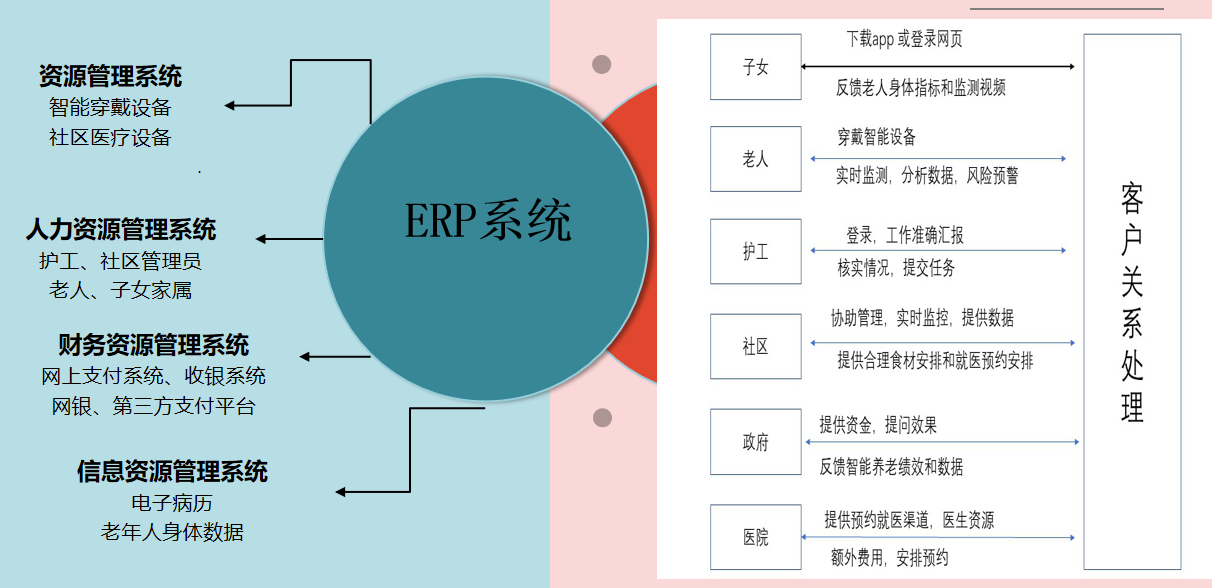 资源管理系统
智能穿戴设备
社区医疗设备
人力资源管理系统
护工、社区管理员
老人、子女家属
财务资源管理系统
网上支付系统、收银系统
网银、第三方支付平台
信息资源管理系统
电子病历
老年人身体数据
ERP系统
子女
下载app 或登录网页
反馈老人身体指标和监测视频
老人
穿戴智能设备
实时监测，分析数据，风险预警
护工
登录，工作准确汇报
核实情况，提交任务
社区
协助管理，实时监控，提供数据
提供合理食材安排和就医预约安排
政府
提供资金，提问效果
反馈智能养老绩效和数据
医院
提供预约就医渠道，医生资源
额外费用，安排预约
客户关系处理